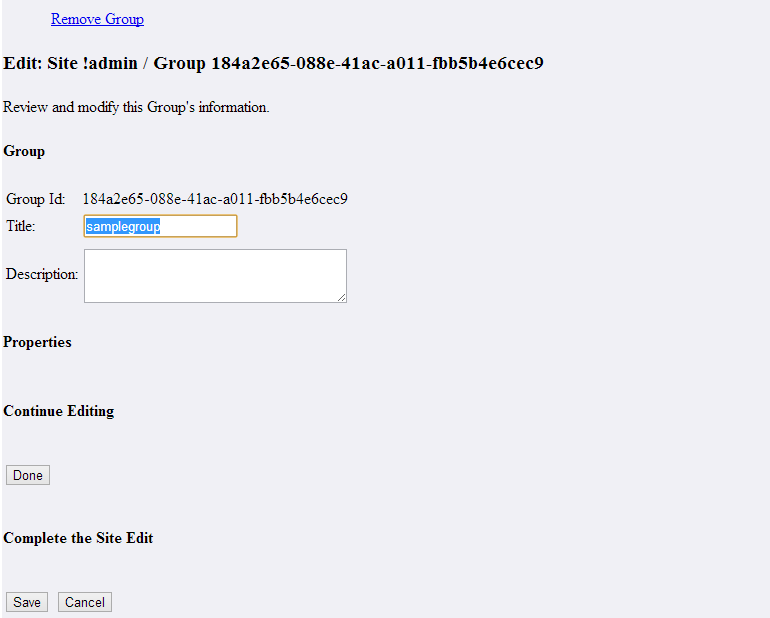 Remove Group
Edit: Site !admin / Group 184a2e65-088e-41ac-a011-fbb5b4e6cec9
Review and modify this Group's information.
Group
Group Id: 184a2e65-088e-41ac-a011-fbb5b4e6cec9
Title: samplegroup
Description:
Properties
Continue Editing
Done
Complete the Site Edit
Save Cancel